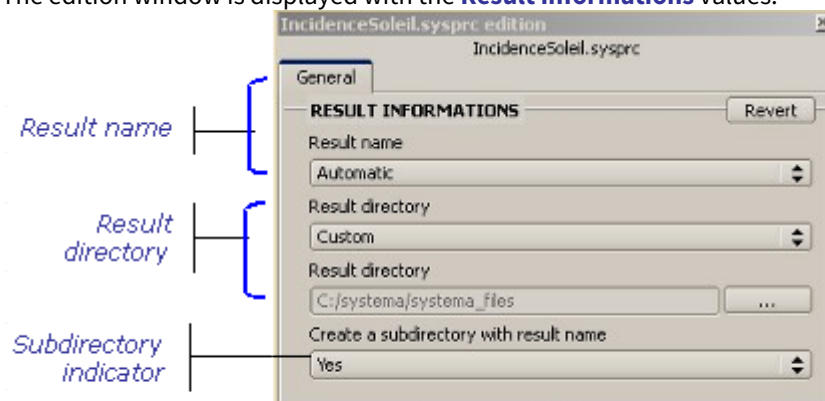 The edition window is displayed with the Result Informations values.
IncidenceSoleil.sysprc edition
IncidenceSoleil.sysprc
General
RESULT INFORMATIONS
Revert
Result name
Result name
Automatic
Result directory
Result
directory
Custom
Result directory
C:/systema/systema_files
...
Create a subdirectory with result name
Subdirectory
indicator
Yes